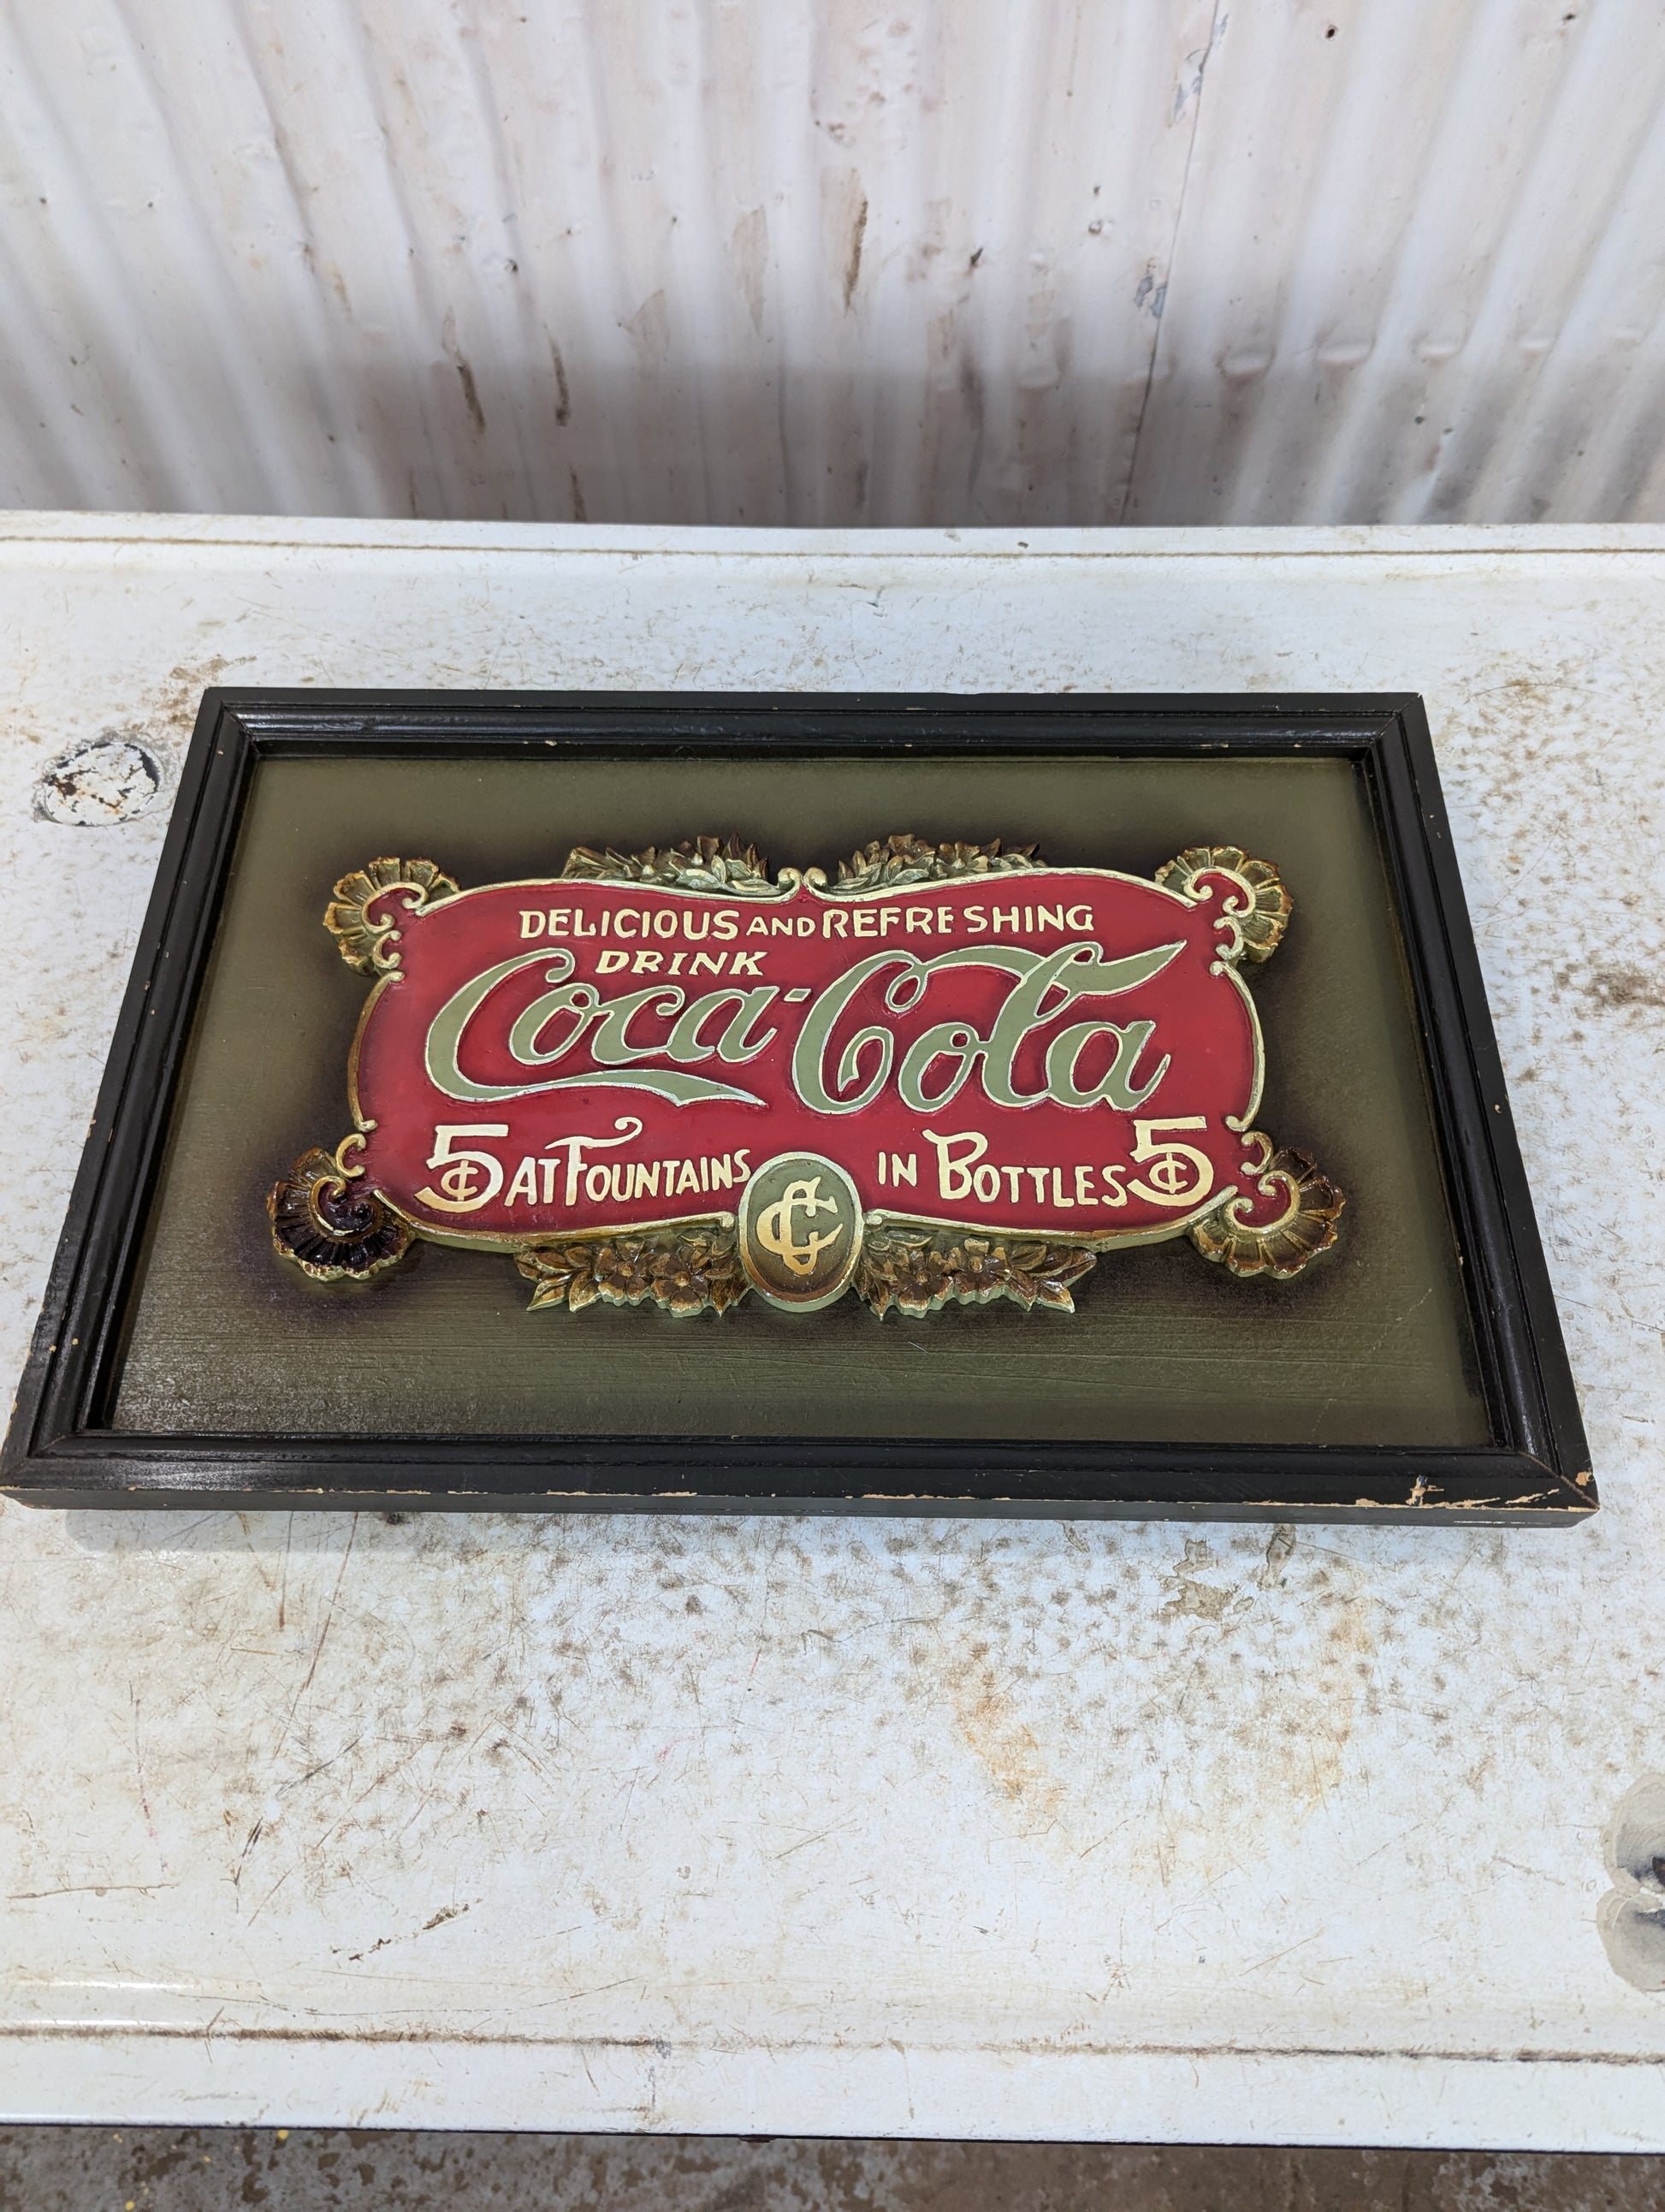 DELICIOUS AND REFRESHING
DRINK
Coca-Cola
5¢ AT FOUNTAINS IN BOTTLES 5¢
CC